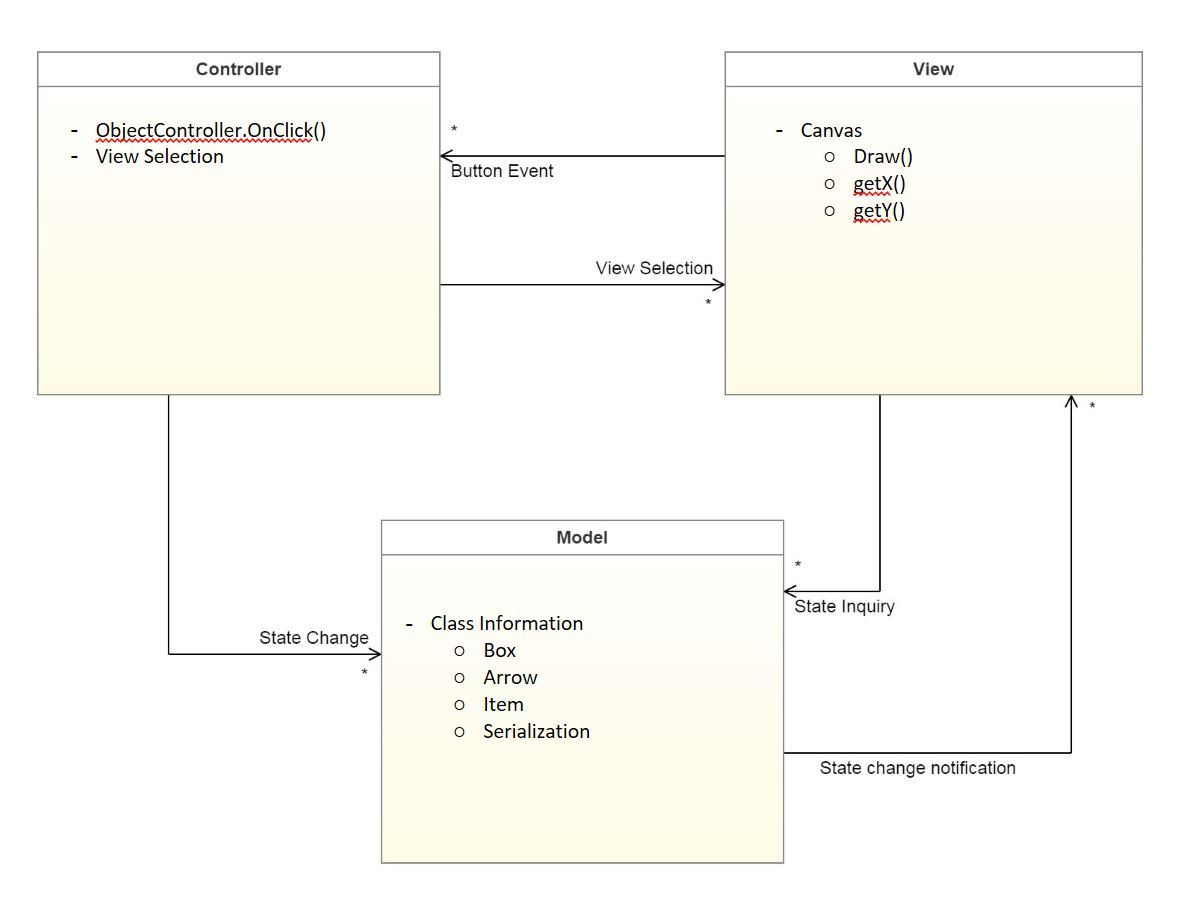 Controller
- ObjectController.OnClick()
- View Selection
*
Button Event
View Selection
*
View
- Canvas
○ Draw()
○ getX()
○ getY()
*
Model
- Class Information
○ Box
○ Arrow
○ Item
○ Serialization
*
State Inquiry
State Change
*
State change notification